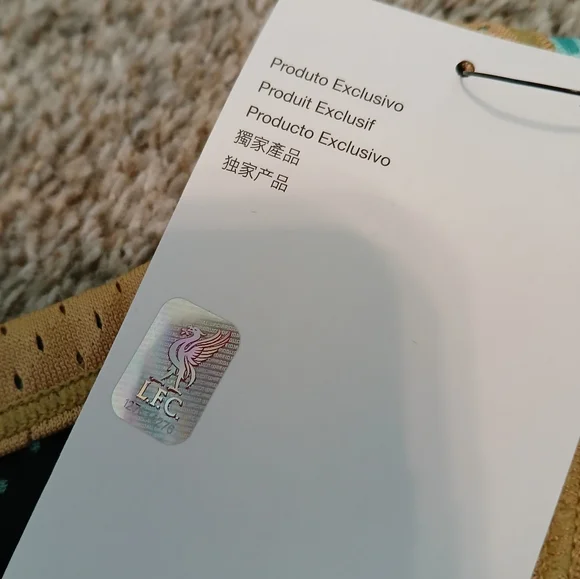 Produto Exclusivo
Produit Exclusif
Producto Exclusivo
獨家產品
独家产品
L.F.C.